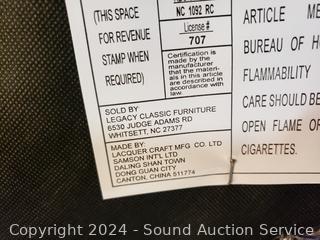 (THIS SPACE
FOR REVENUE
STAMP WHEN
REQUIRED)
NC 1092 RC
License #
707
Certification is
made by the
manufacturer
that the materi-
als in this article
are described in
accordance with
law.
SOLD BY
LEGACY CLASSIC FURNITURE
6530 JUDGE ADAMS RD
WHITSETT, NC 27377
MADE BY:
LACQUER CRAFT MFG. CO. LTD
SAMSON INT'L LTD
DALING SHAN TOWN
DONG GUAN CITY
CANTON, CHINA 511774
ARTICLE ME
BUREAU OF H
FLAMMABILITY
CARE SHOULD BE
OPEN FLAME OF
CIGARETTES.
Copyright 2024 - Sound Auction Service